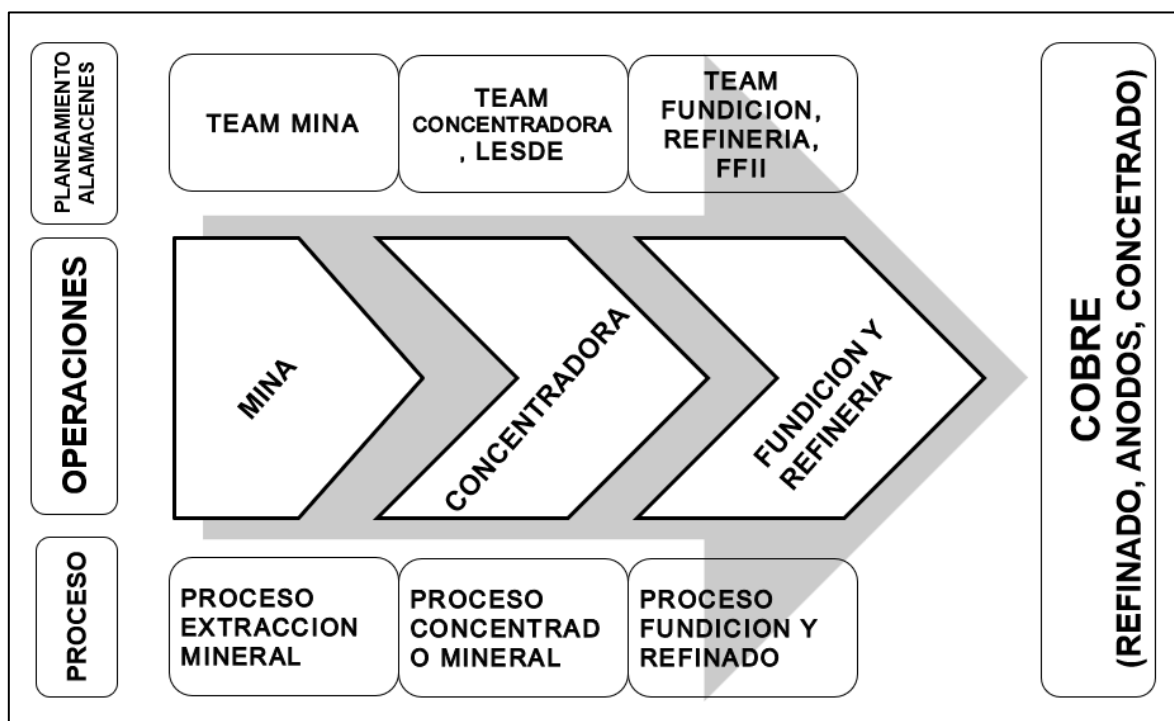 PLANEAMIENTO
ALAMACENES
TEAM MINA
TEAM
CONCENTRADORA
, LESDE
TEAM
FUNDICION,
REFINERIA,
FFII
OPERACIONES
MINA
CONCENTRADORA
FUNDICION Y
REFINERIA
PROCESO
PROCESO
EXTRACCION
MINERAL
PROCESO
CONCENTRAD
O MINERAL
PROCESO
FUNDICION Y
REFINADO
COBRE
(REFINADO, ANODOS, CONCETRADO)